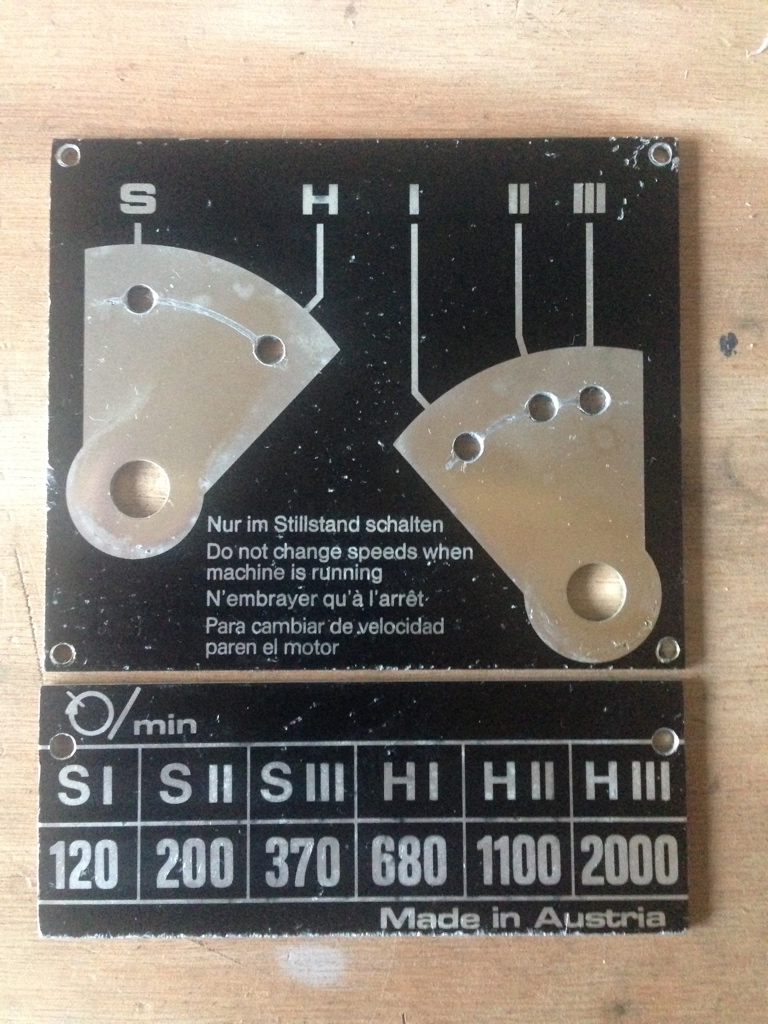 S H I II III
Nur im Stillstand schalten
Do not change speeds when
machine is running
N'embrayer qu'à l'arrêt
Para cambiar de velocidad
paren el motor
/min
S I S II S III H I H II H III
120 200 370 680 1100 2000
Made in Austria